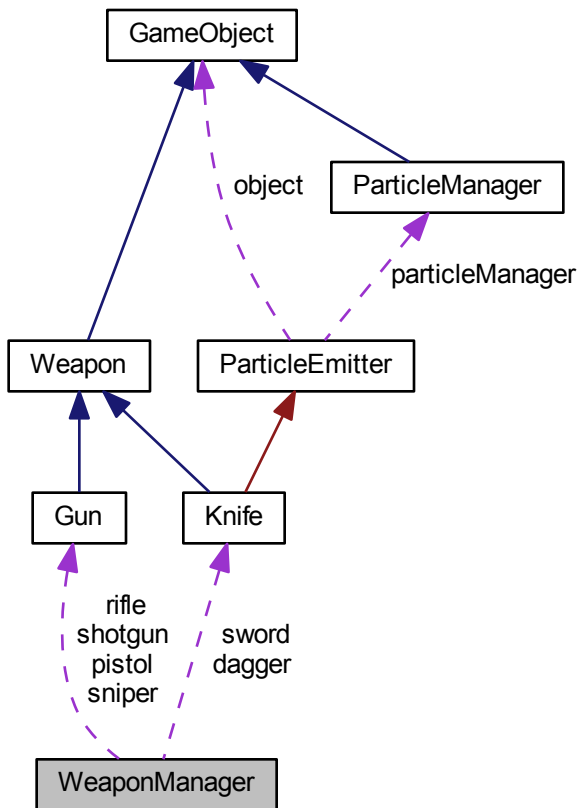 GameObject
object
ParticleManager
particleManager
Weapon
ParticleEmitter
Gun
Knife
rifle
shotgun
pistol
sniper
sword
dagger
WeaponManager